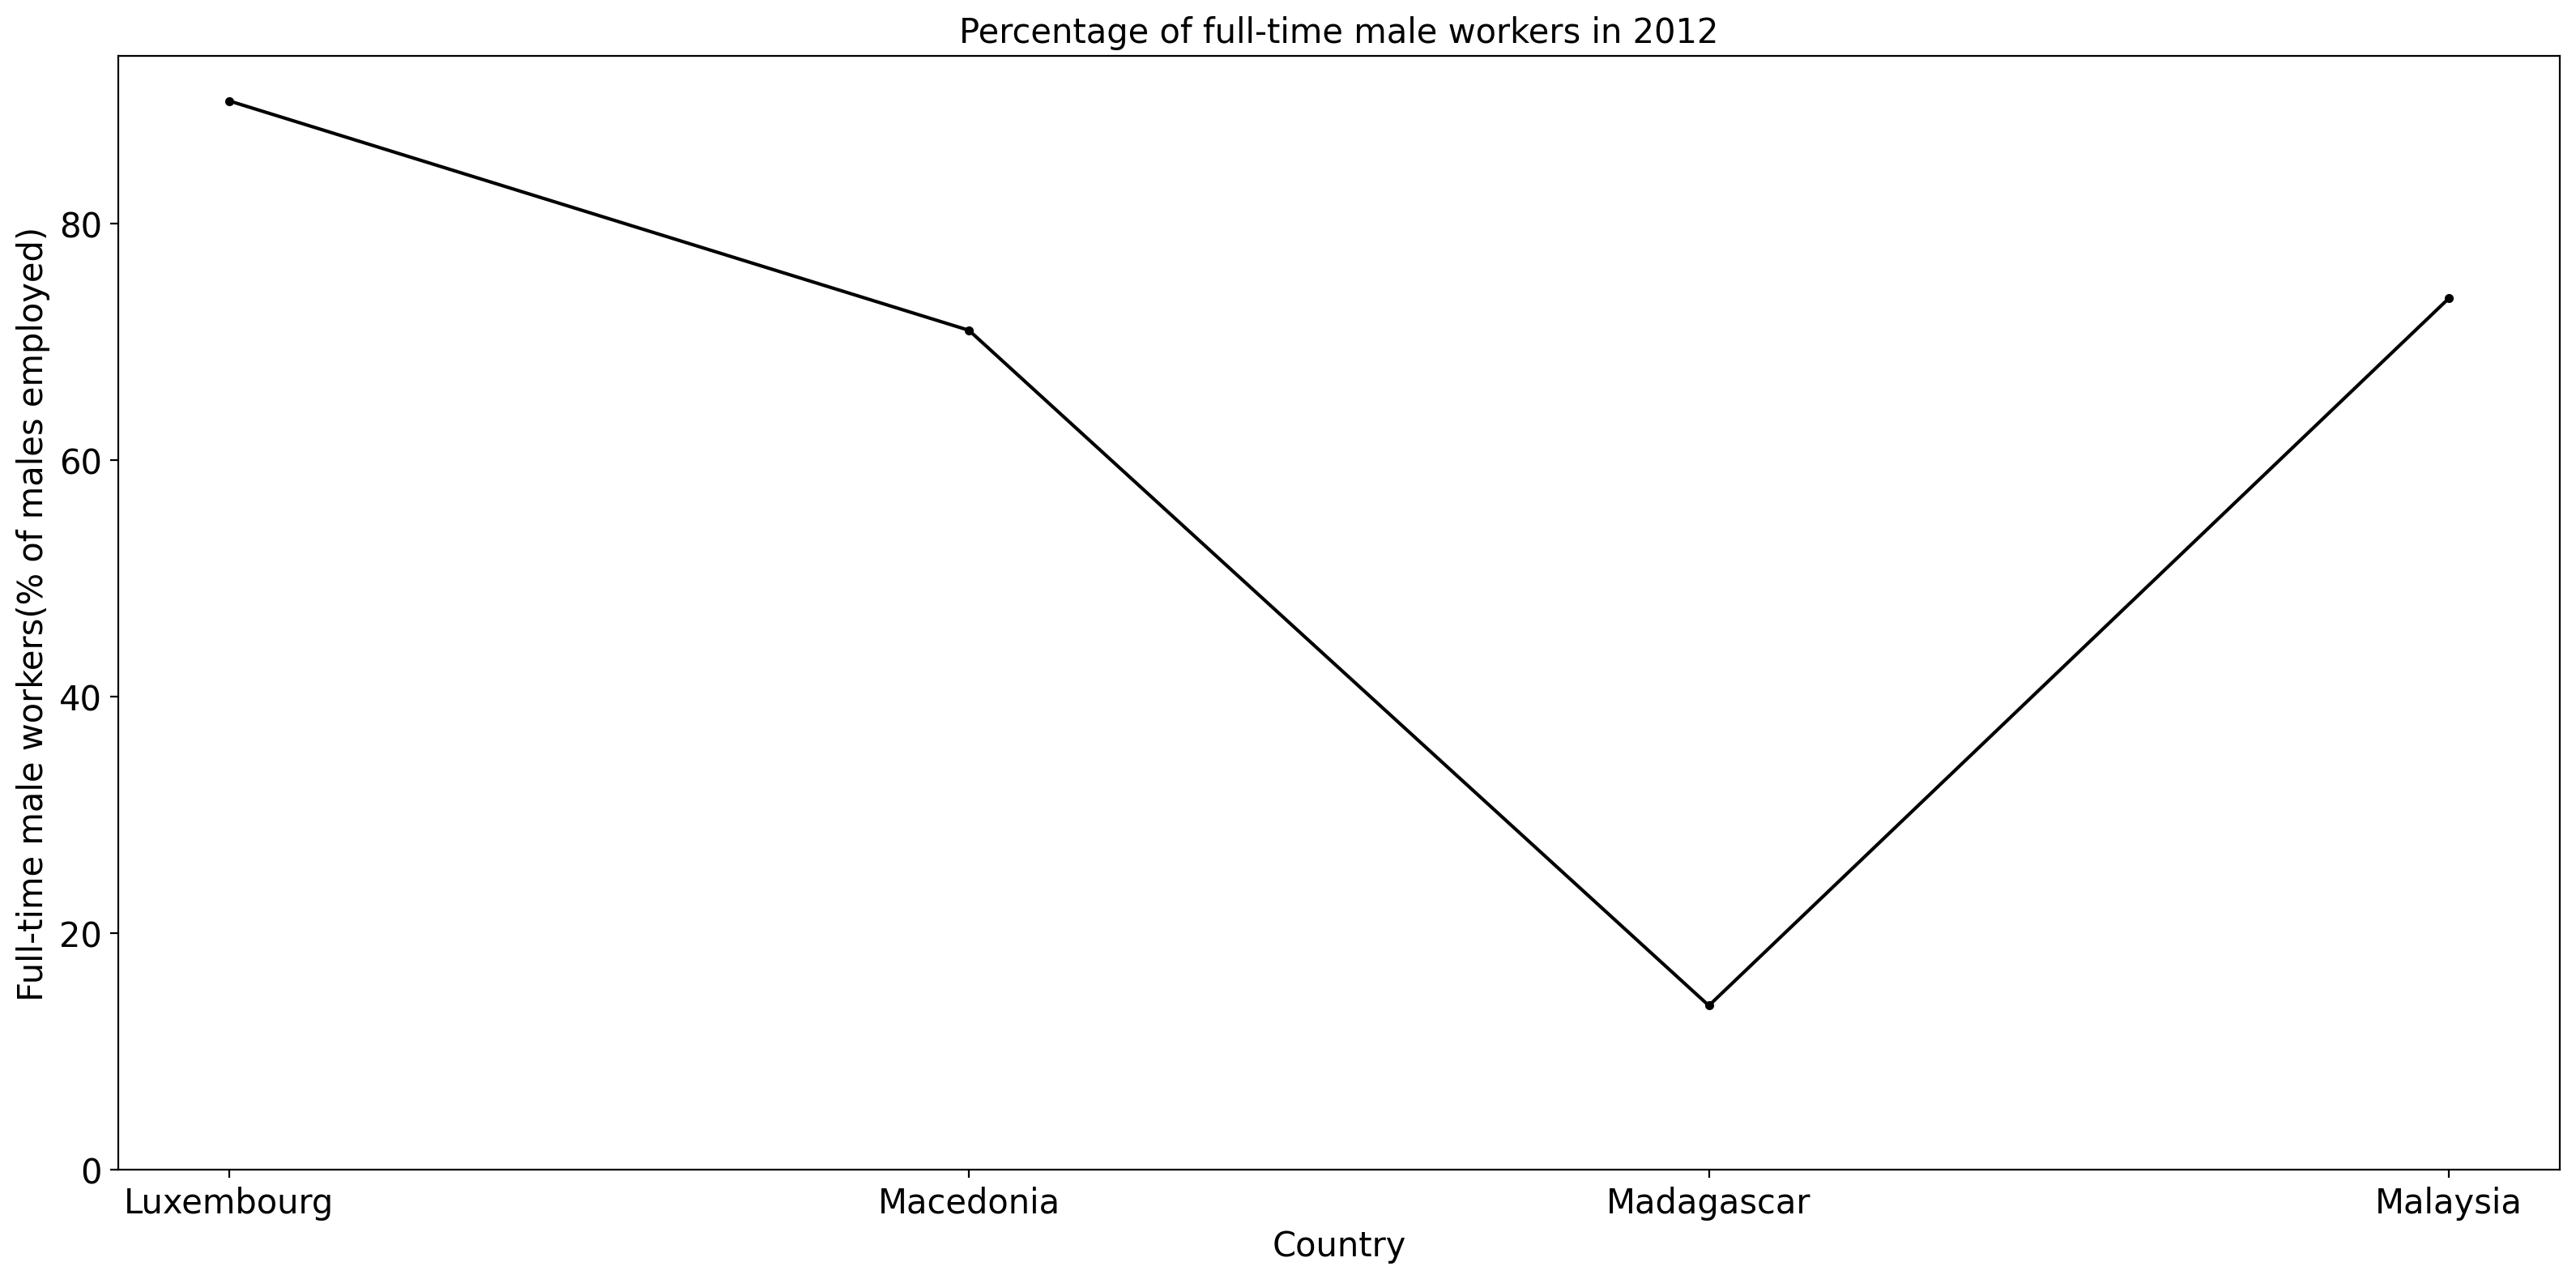 Percentage of full-time male workers in 2012
Full-time male workers(% of males employed)
80
60
40
20
0
Luxembourg
Macedonia
Madagascar
Malaysia
Country